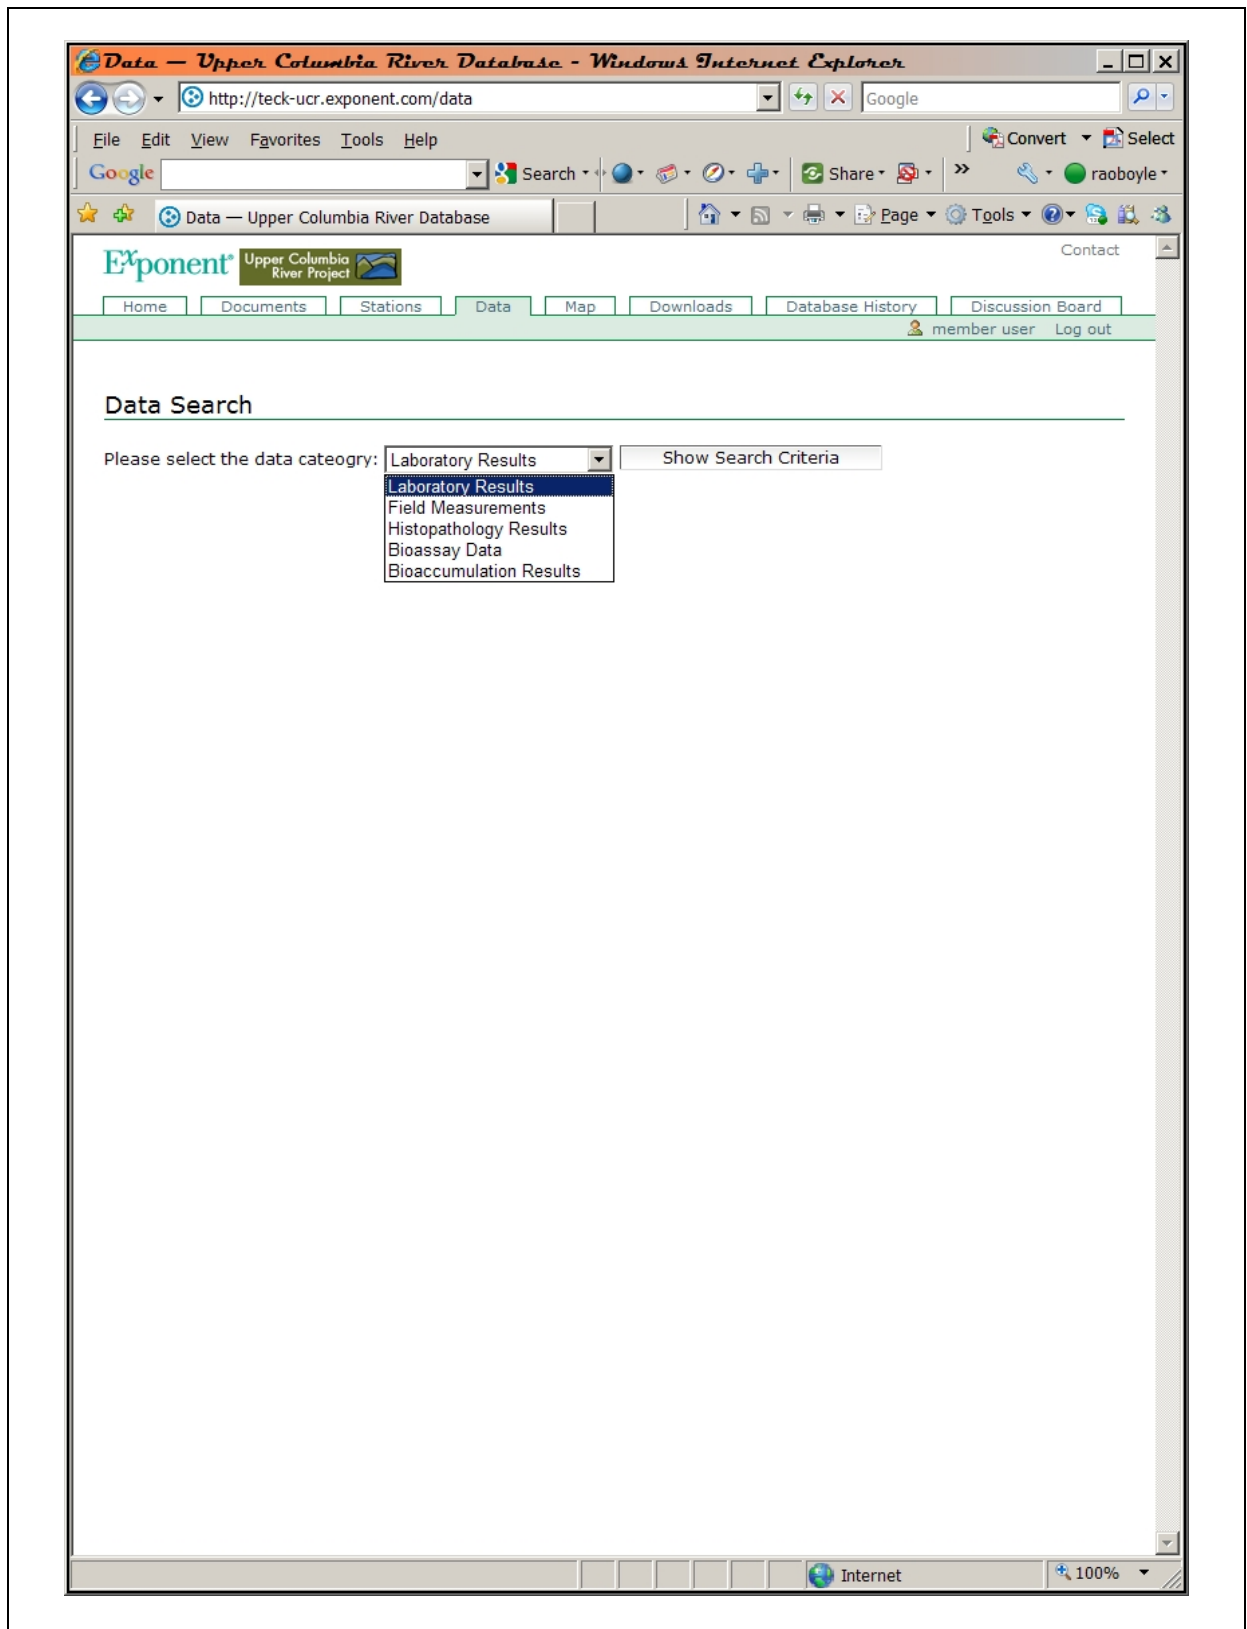 Data — Upper Columbia River Database - Windows Internet Explorer
http://teck-ucr.exponent.com/data
Google
File Edit View Favorites Tools Help
Convert Select
Google
Search Share » raoboyle
Data — Upper Columbia River Database
Page Tools
Exponent®
Upper Columbia
River Project
Contact
Home Documents Stations Data Map Downloads Database History Discussion Board
member user Log out
Data Search
Please select the data cateogry: Laboratory Results Show Search Criteria
Laboratory Results
Field Measurements
Histopathology Results
Bioassay Data
Bioaccumulation Results
Internet 100%